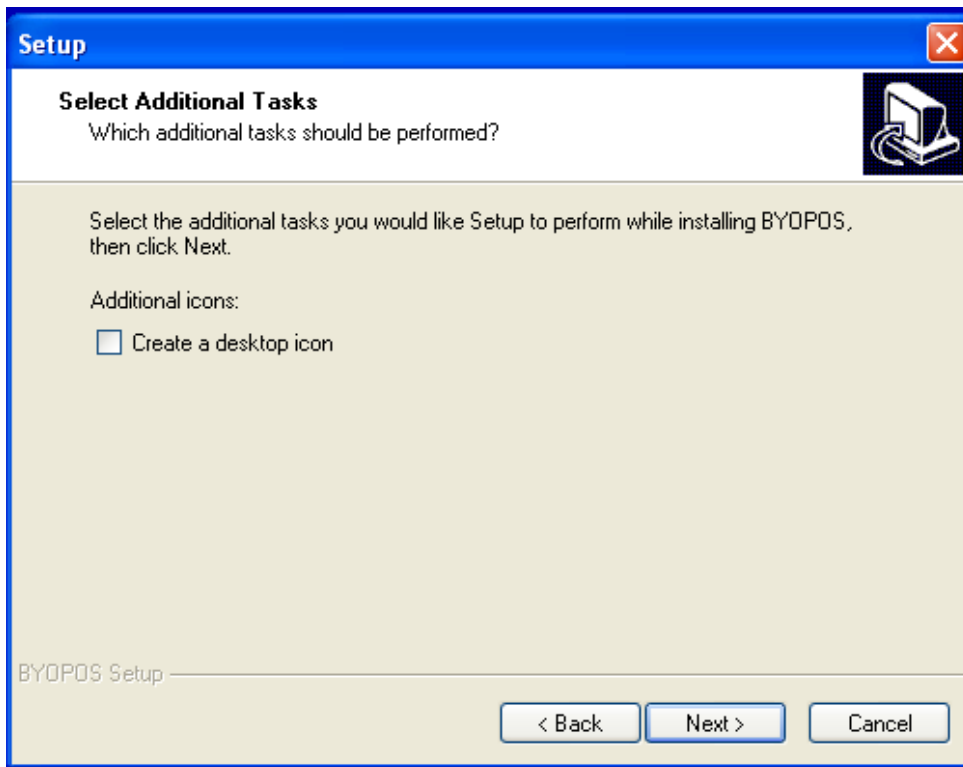 Setup
Select Additional Tasks
Which additional tasks should be performed?
Select the additional tasks you would like Setup to perform while installing BYOPOS,
then click Next.
Additional icons:
Create a desktop icon
BYOPOS Setup
< Back
Next >
Cancel